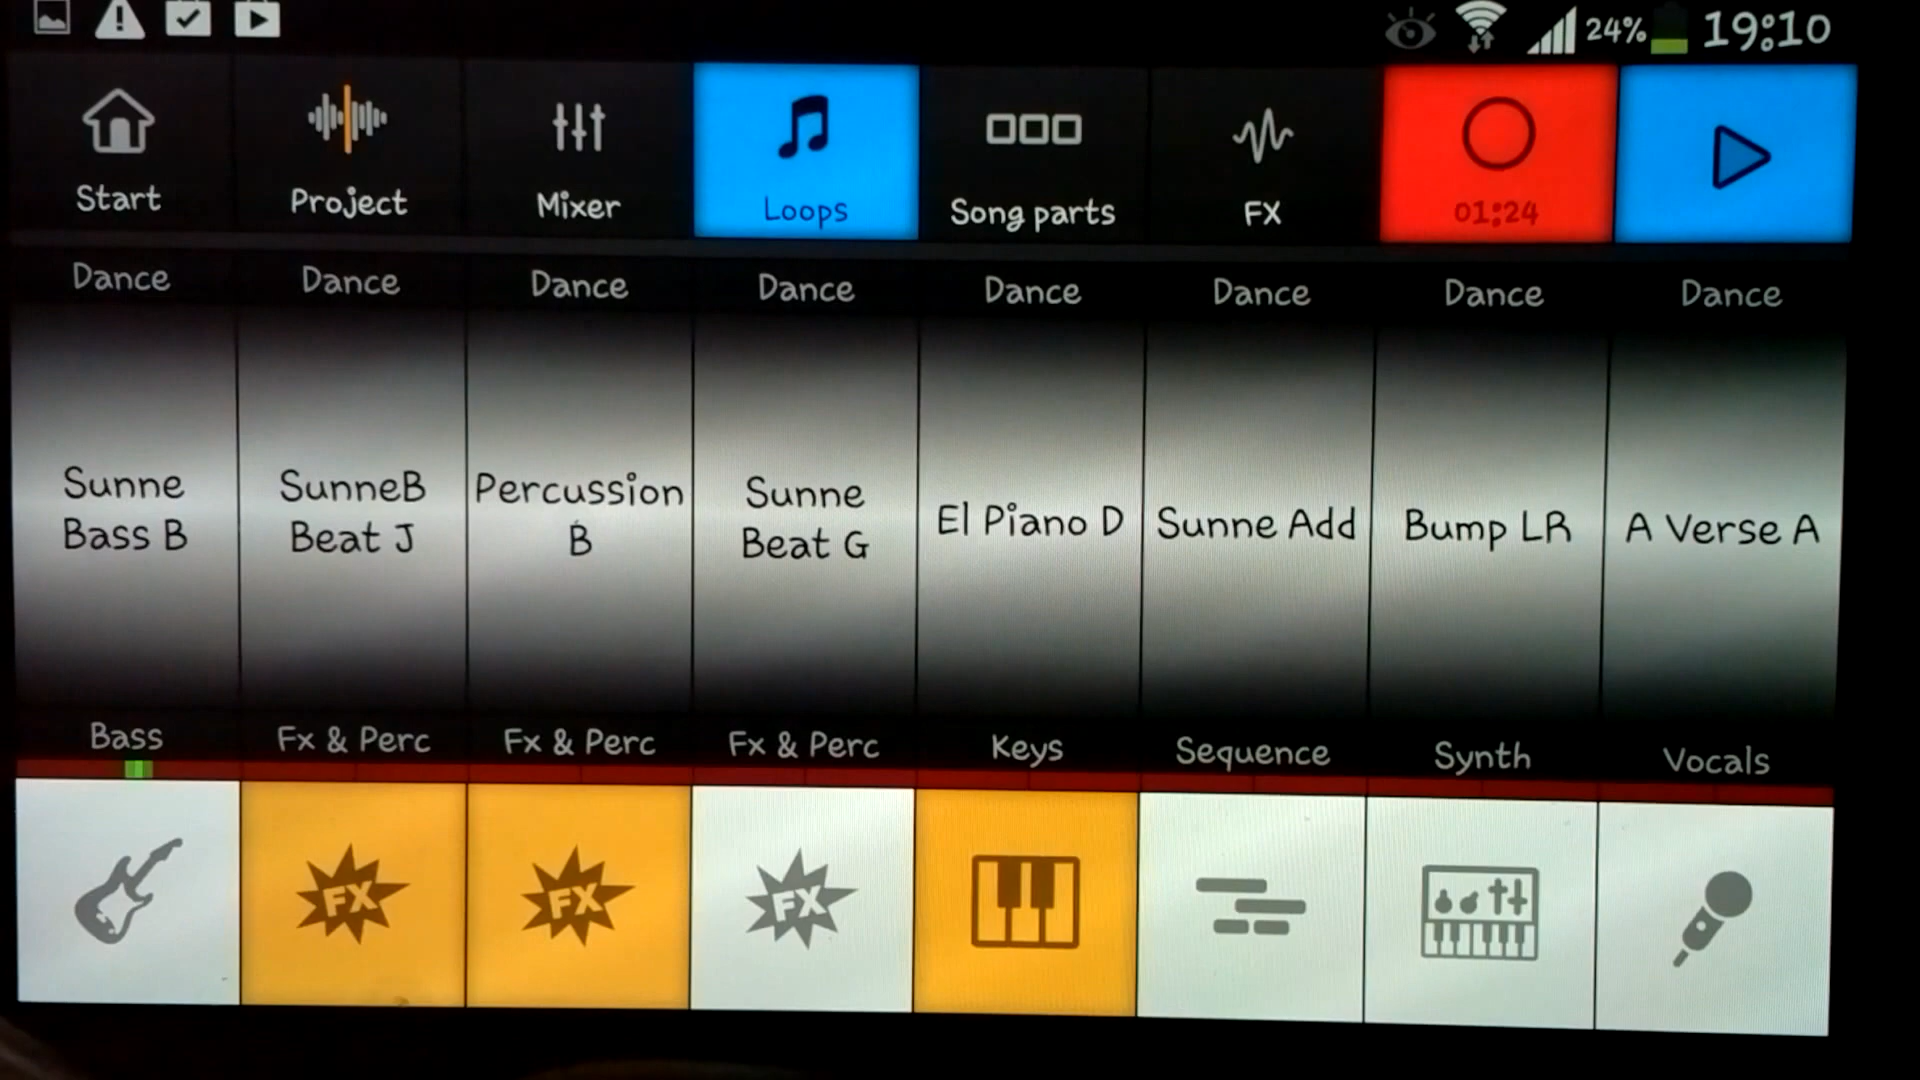 24% 19:10
Start Project Mixer Loops Song parts FX 01:24
Dance Dance Dance Dance Dance Dance Dance Dance
Sunne
Bass B
SunneB
Beat J
Percussion
B
Sunne
Beat G
El Piano D
Sunne Add
Bump LR
A Verse A
Bass Fx & Perc Fx & Perc Fx & Perc Keys Sequence Synth Vocals
FX FX FX